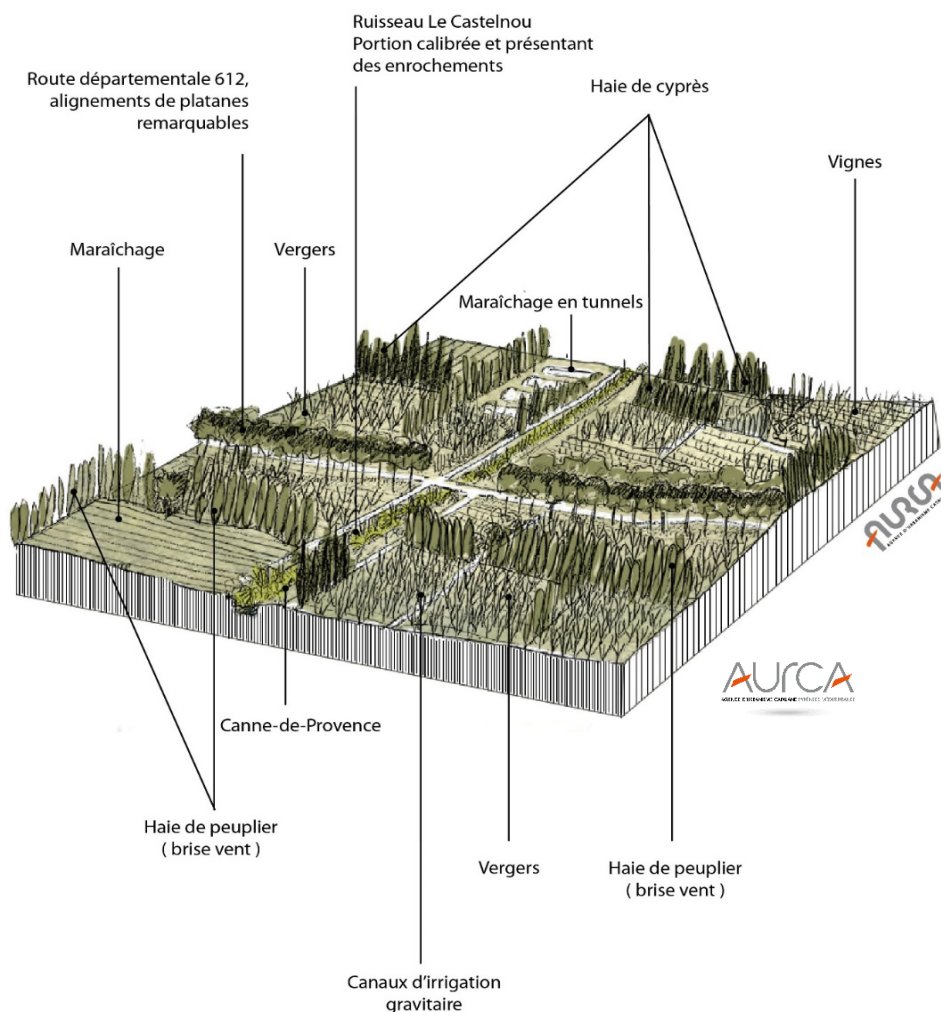 Ruisseau Le Castelnou
Portion calibrée et présentant
des enrochements
Route départementale 612,
alignements de platanes
remarquables
Haie de cyprès
Vignes
Maraîchage
Vergers
Maraîchage en tunnels
AURCA
AURCA
Canne-de-Provence
Haie de peuplier
( brise vent )
Vergers
Haie de peuplier
( brise vent )
Canaux d'irrigation
gravitaire